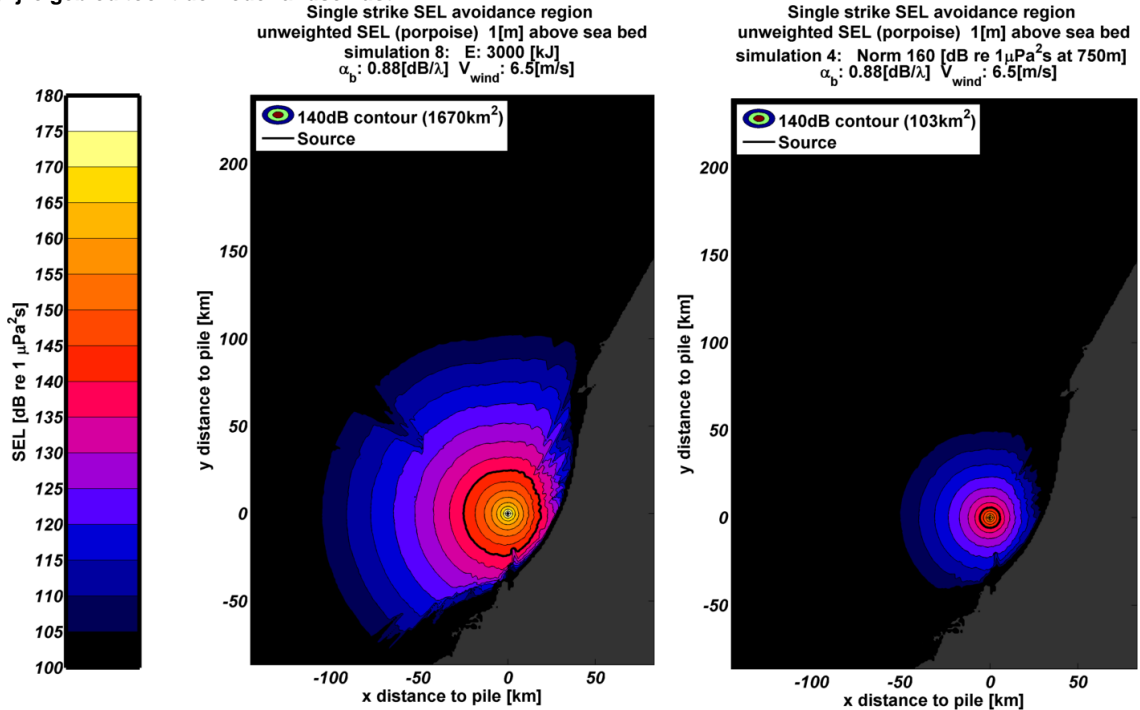 Single strike SEL avoidance region
unweighted SEL (porpoise) 1[m] above sea bed
simulation 8: E: 3000 [kJ]
αb: 0.88[dB/λ] Vwind: 6.5[m/s]
140dB contour (1670km²)
Source
200
150
100
50
0
-50
y distance to pile [km]
-100
-50
0
50
x distance to pile [km]
Single strike SEL avoidance region
unweighted SEL (porpoise) 1[m] above sea bed
simulation 4: Norm 160 [dB re 1µPa²s at 750m]
αb: 0.88[dB/λ] Vwind: 6.5[m/s]
140dB contour (103km²)
Source
200
150
100
50
0
-50
y distance to pile [km]
-100
-50
0
50
x distance to pile [km]
180
175
170
165
160
155
150
145
140
135
130
125
120
115
110
105
100
SEL [dB re 1 µPa²s]